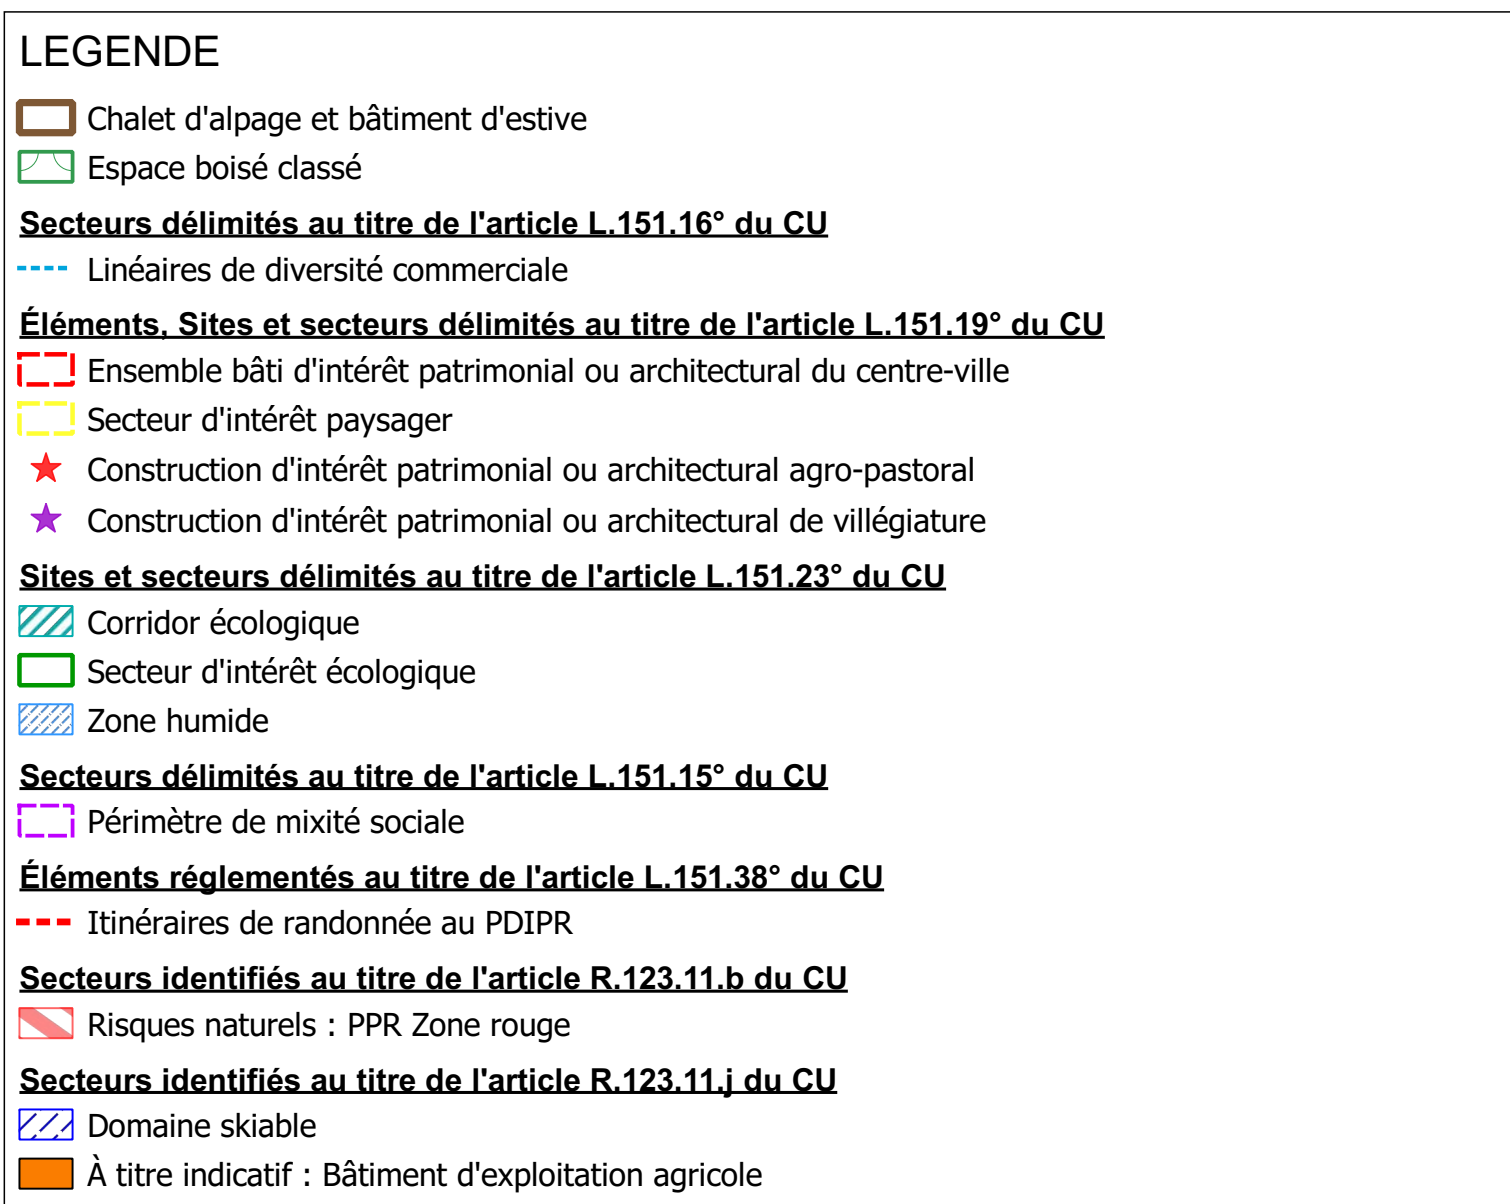 LEGENDE
Chalet d'alpage et bâtiment d'estive
Espace boisé classé
Secteurs délimités au titre de l'article L.151.16° du CU
Linéaires de diversité commerciale
Éléments, Sites et secteurs délimités au titre de l'article L.151.19° du CU
Ensemble bâti d'intérêt patrimonial ou architectural du centre-ville
Secteur d'intérêt paysager
Construction d'intérêt patrimonial ou architectural agro-pastoral
Construction d'intérêt patrimonial ou architectural de villégiature
Sites et secteurs délimités au titre de l'article L.151.23° du CU
Corridor écologique
Secteur d'intérêt écologique
Zone humide
Secteurs délimités au titre de l'article L.151.15° du CU
Périmètre de mixité sociale
Éléments réglementés au titre de l'article L.151.38° du CU
Itinéraires de randonnée au PDIPR
Secteurs identifiés au titre de l'article R.123.11.b du CU
Risques naturels : PPR Zone rouge
Secteurs identifiés au titre de l'article R.123.11.j du CU
Domaine skiable
À titre indicatif : Bâtiment d'exploitation agricole